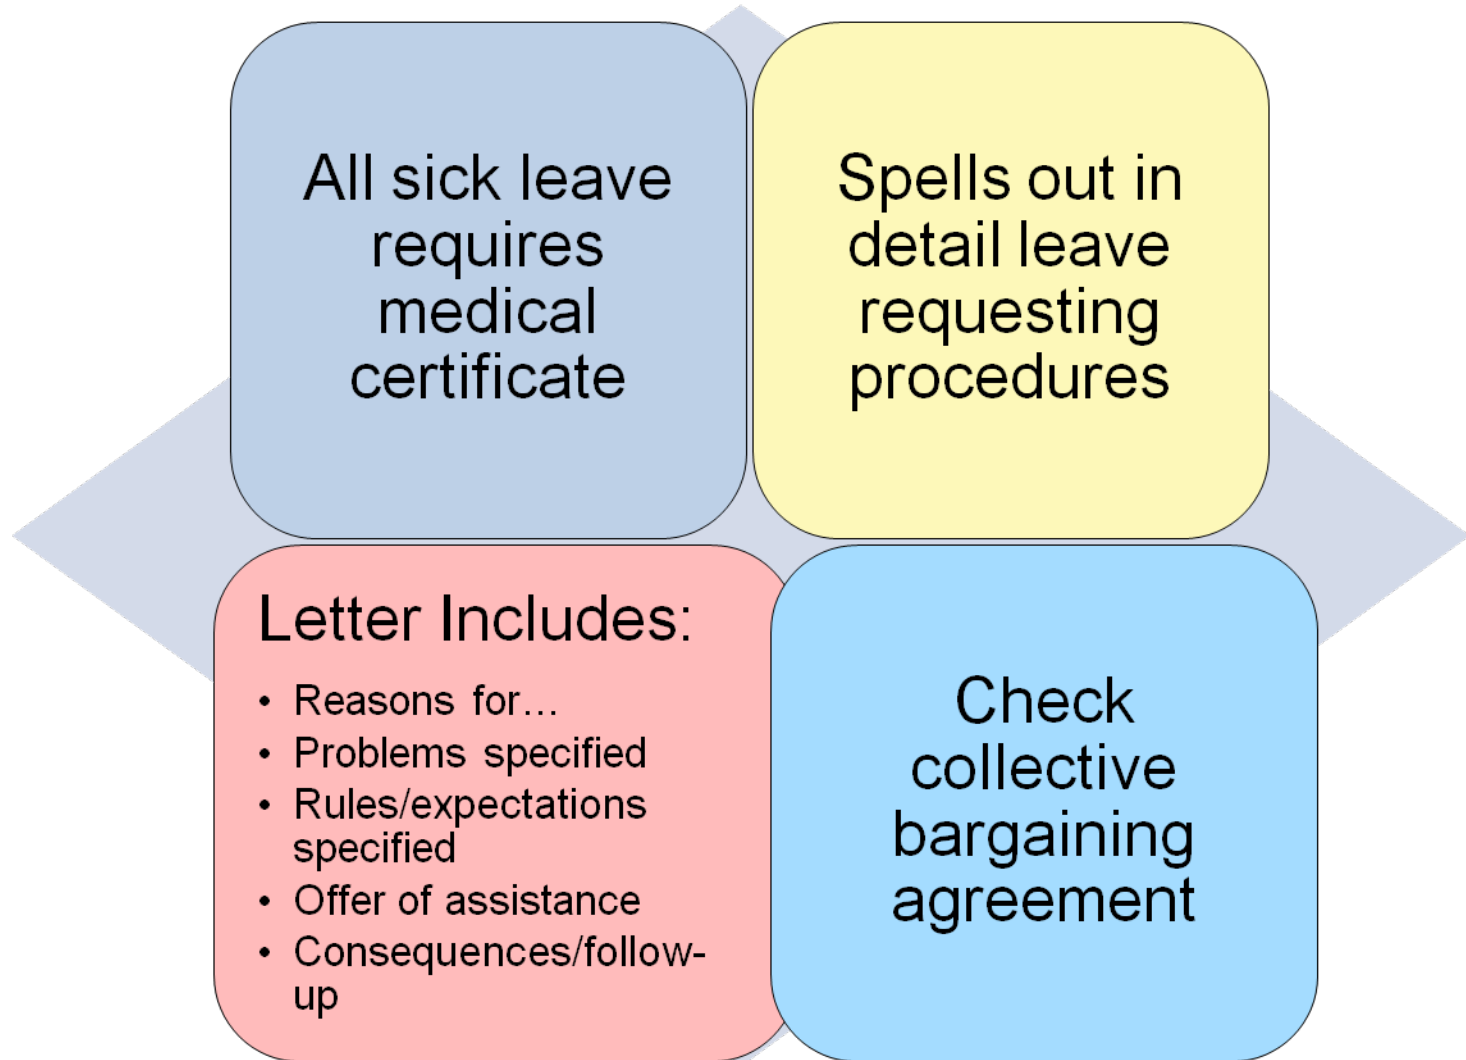 All sick leave
requires
medical
certificate
Spells out in
detail leave
requesting
procedures
Letter Includes:
• Reasons for…
• Problems specified
• Rules/expectations
specified
• Offer of assistance
• Consequences/follow-
up
Check
collective
bargaining
agreement